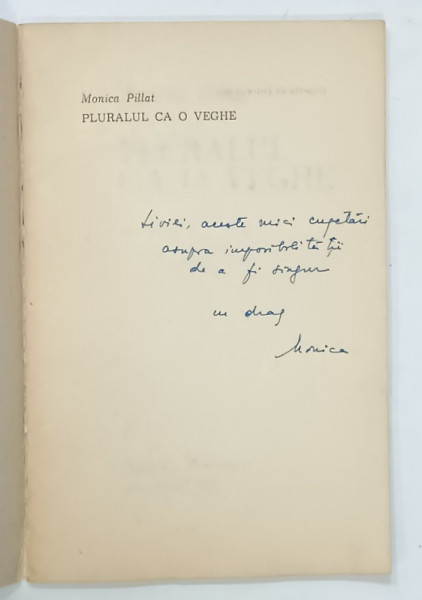 Monica Pillat
PLURALUL CA O VEGHE
Liviei, aceste mici cugetări
asupra imposibilității
de a fi singur
cu drag
Monica